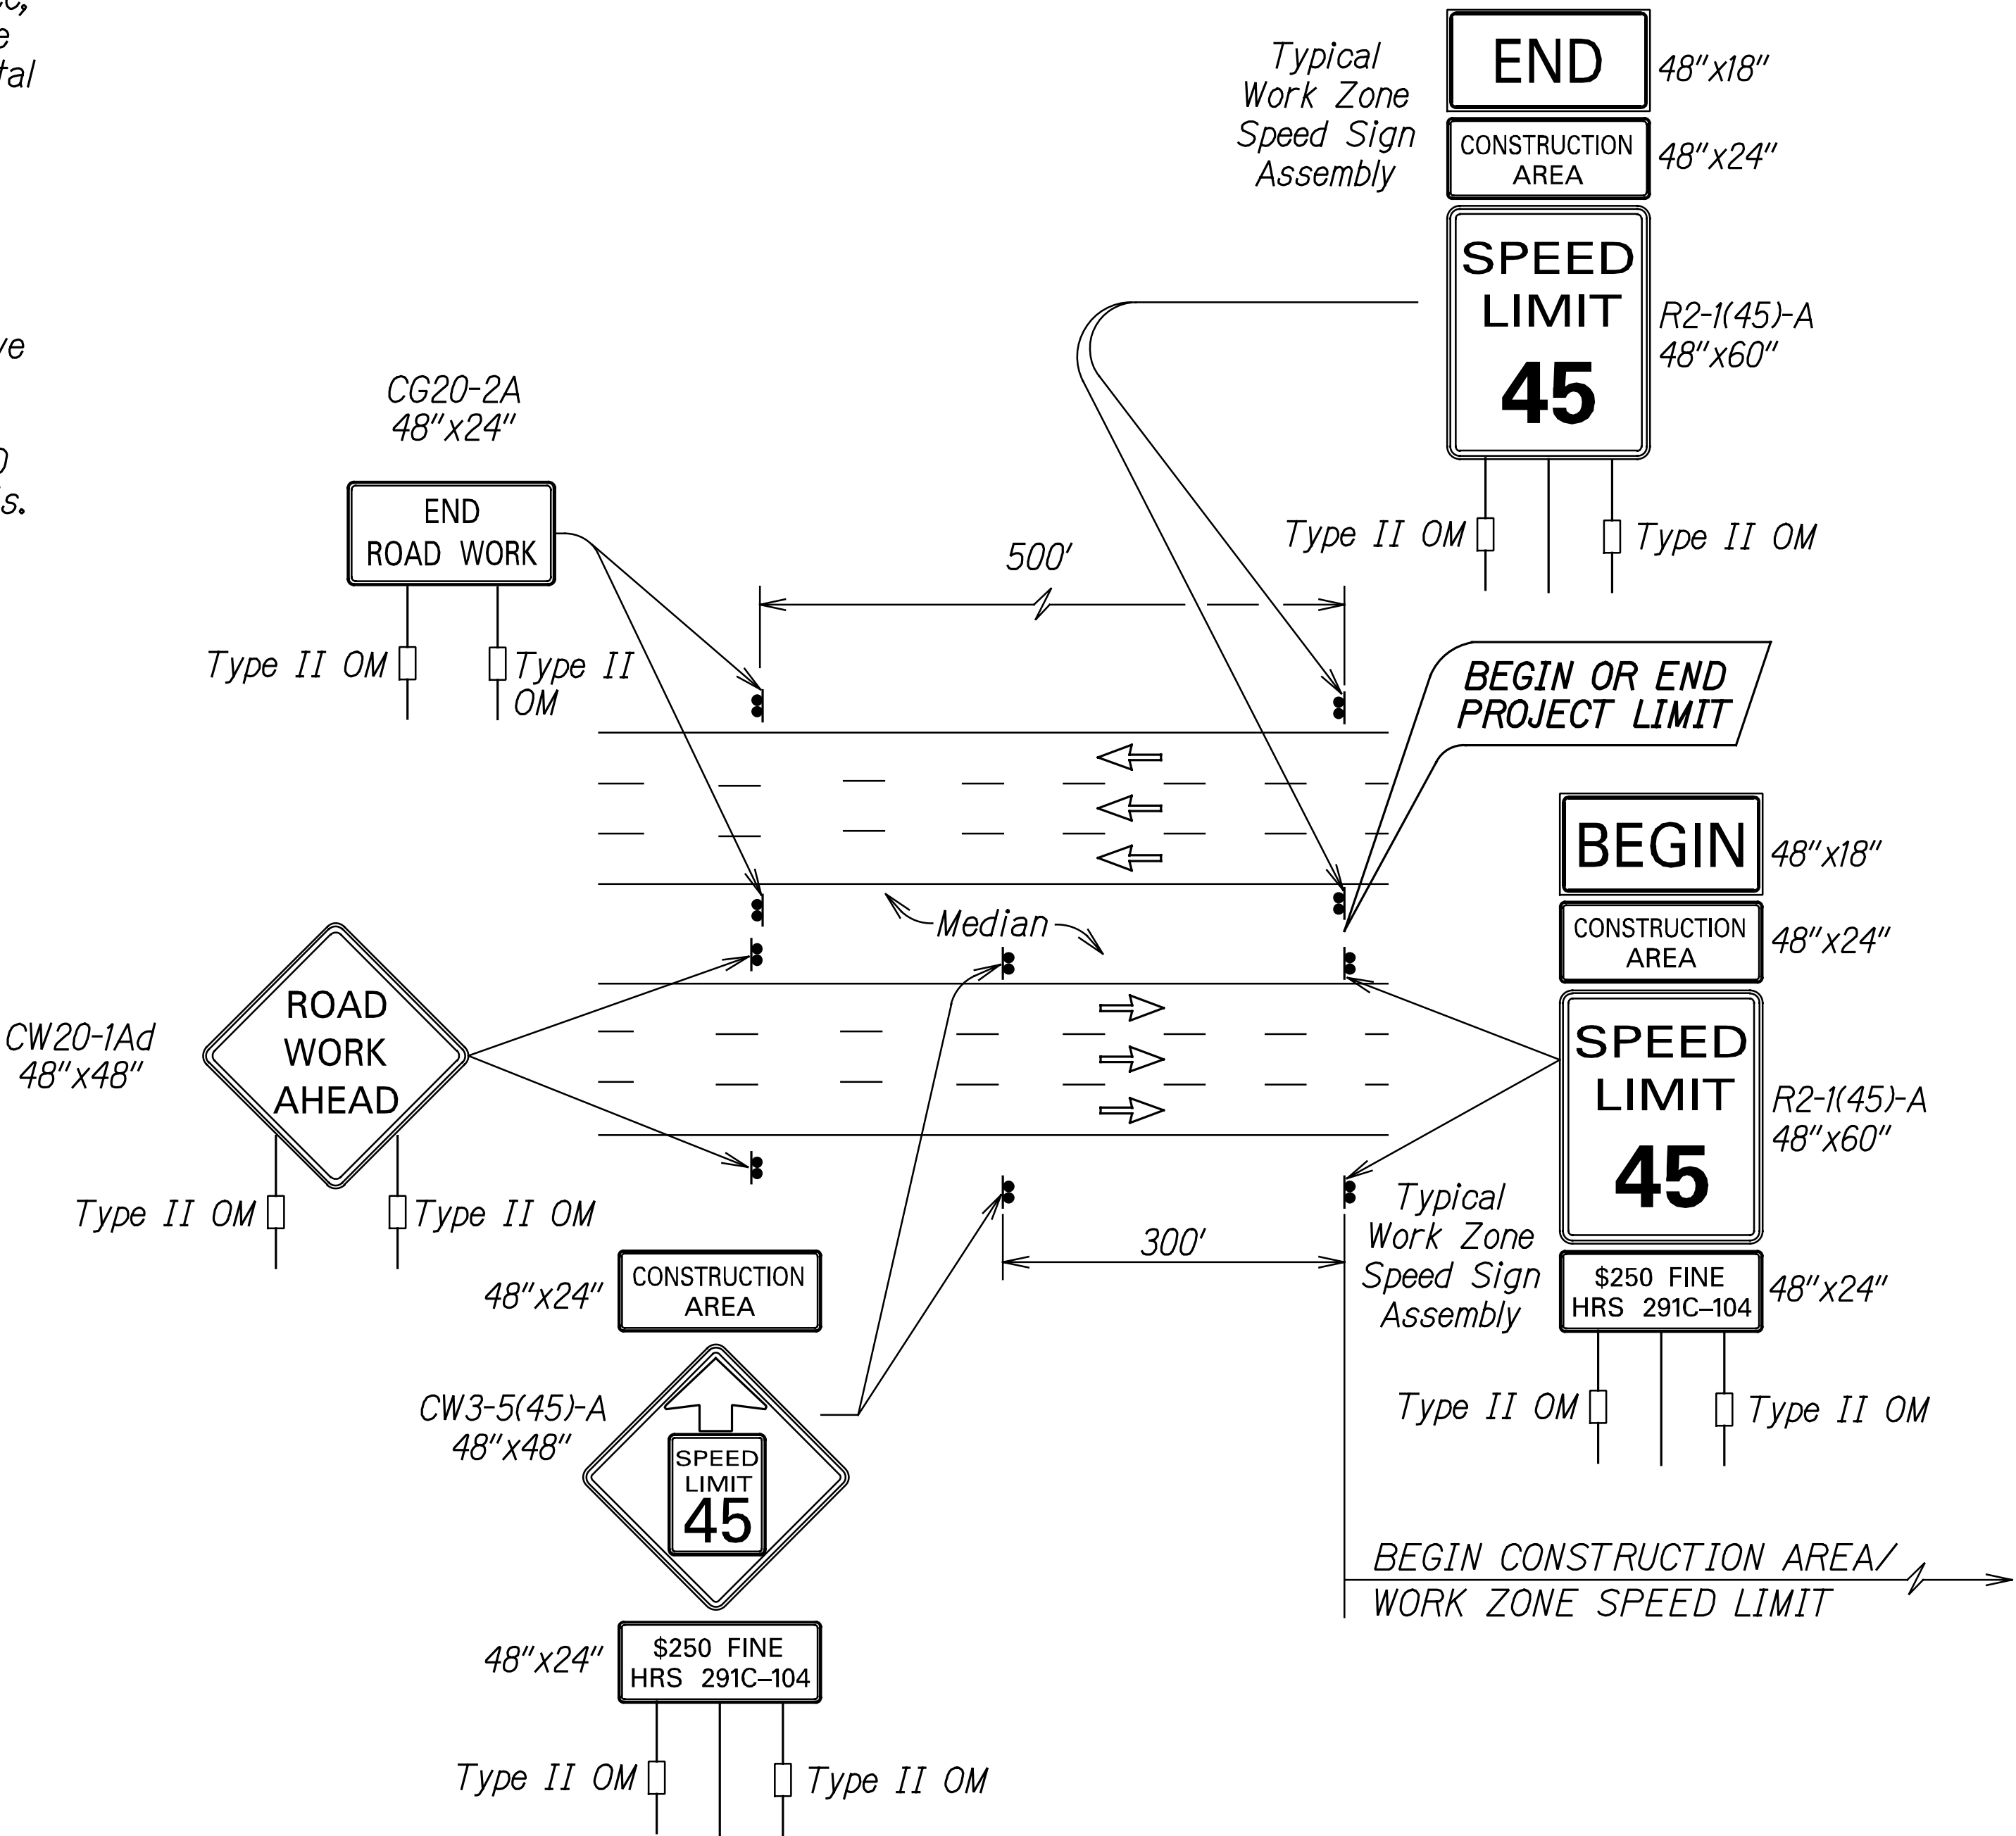 Typical
Work Zone
Speed Sign
Assembly
END
48"x18"
CONSTRUCTION
AREA
48"x24"
SPEED
LIMIT
45
R2-1(45)-A
48"x60"
Type II OM
Type II OM
CG20-2A
48"x24"
END
ROAD WORK
Type II OM
Type II
OM
500'
BEGIN OR END
PROJECT LIMIT
Median
BEGIN
48"x18"
CONSTRUCTION
AREA
48"x24"
SPEED
LIMIT
45
R2-1(45)-A
48"x60"
$250 FINE
HRS 291C-104
48"x24"
Typical
Work Zone
Speed Sign
Assembly
Type II OM
Type II OM
CW20-1Ad
48"x48"
ROAD
WORK
AHEAD
Type II OM
Type II OM
300'
48"x24"
CONSTRUCTION
AREA
CW3-5(45)-A
48"x48"
SPEED
LIMIT
45
48"x24"
$250 FINE
HRS 291C-104
Type II OM
Type II OM
BEGIN CONSTRUCTION AREA/
WORK ZONE SPEED LIMIT